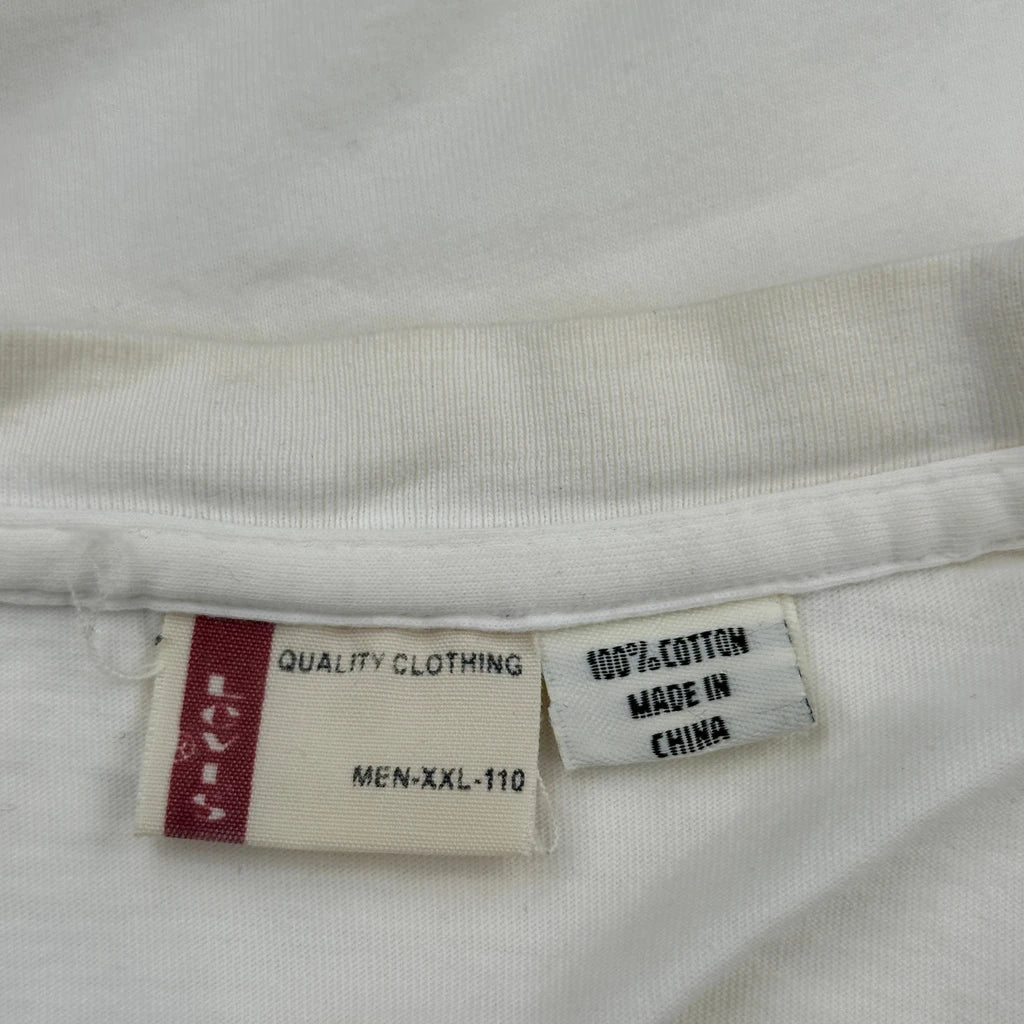 QUALITY CLOTHING
MEN-XXL-110
100% COTTON
MADE IN
CHINA